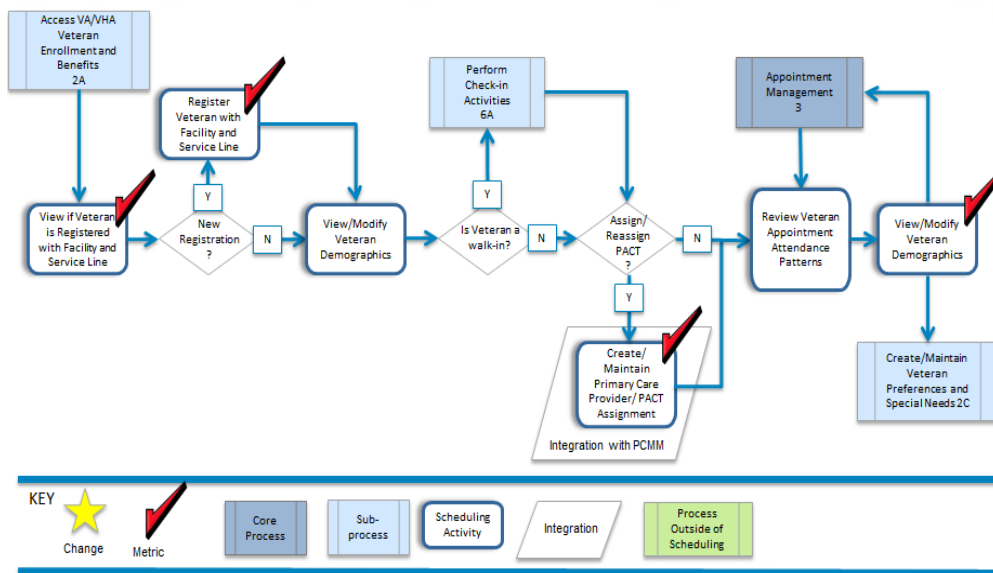 Access VA/VHA
Veteran
Enrollment and
Benefits
2A
Register
Veteran with
Facility and
Service Line
Perform
Check-in
Activities
6A
Appointment
Management
3
Y
Y
View if Veteran
is Registered
with Facility and
Service Line
New
Registration
?
N
View/Modify
Veteran
Demographics
Is Veteran a
walk-in?
N
Assign/
Reassign
PACT
?
N
Review Veteran
Appointment
Attendance
Patterns
View/Modify
Veteran
Demographics
Y
Create/
Maintain
Primary Care
Provider/ PACT
Assignment
Integration with PCMM
Create/Maintain
Veteran
Preferences and
Special Needs 2C
KEY
Change
Metric
Core
Process
Sub-
process
Scheduling
Activity
Integration
Process
Outside of
Scheduling